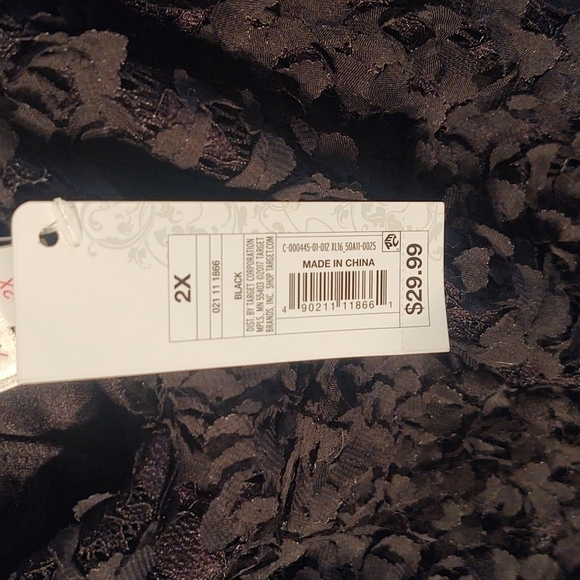 2X
021 11 1866
BLACK
DIST. BY TARGET CORPORATION
MPLS, MN 55403 ©2017 TARGET
BRANDS, INC. SHOP TARGET.COM
C-000445-01-012 XL16_50A11-0025
MADE IN CHINA
4 90211 11866 1
$29.99
2X